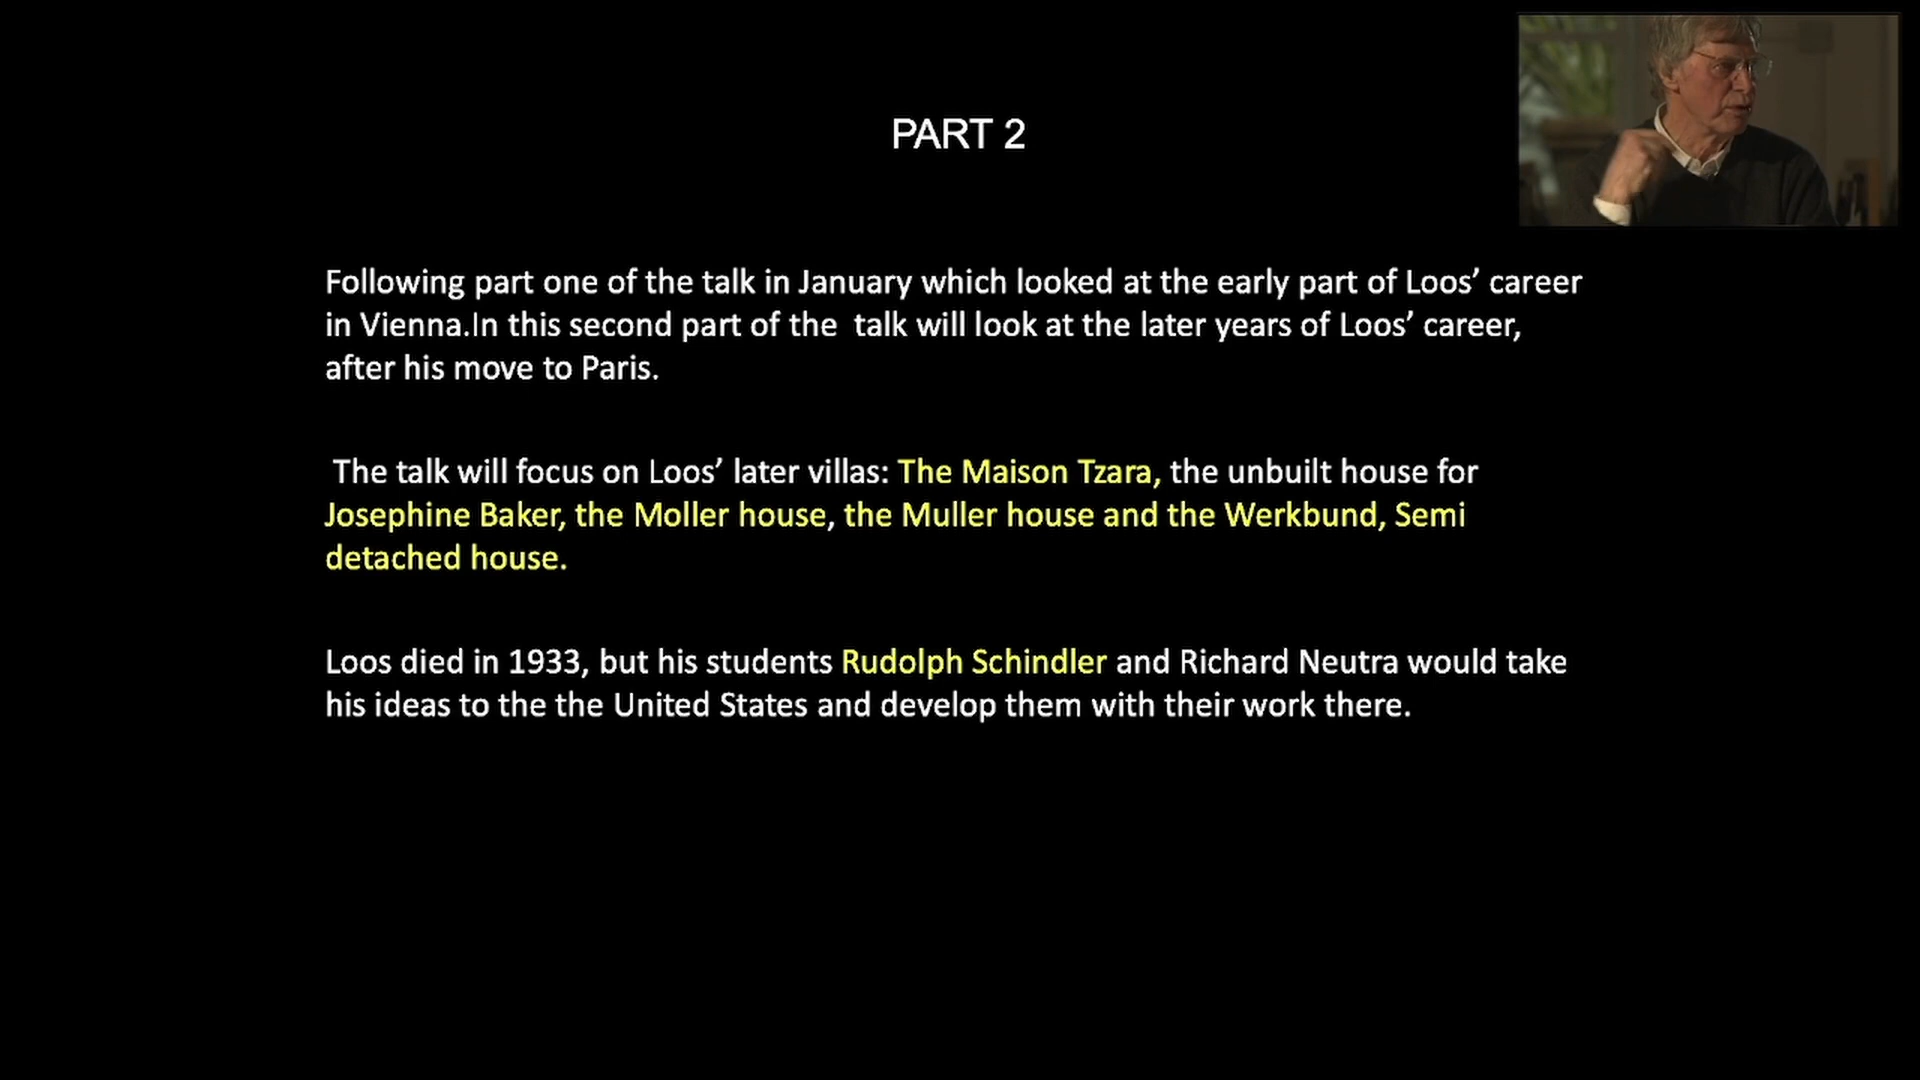 PART 2
Following part one of the talk in January which looked at the early part of Loos’ career
in Vienna.In this second part of the  talk will look at the later years of Loos’ career,
after his move to Paris.
The talk will focus on Loos’ later villas: The Maison Tzara, the unbuilt house for
Josephine Baker, the Moller house, the Muller house and the Werkbund, Semi
detached house.
Loos died in 1933, but his students Rudolph Schindler and Richard Neutra would take
his ideas to the the United States and develop them with their work there.